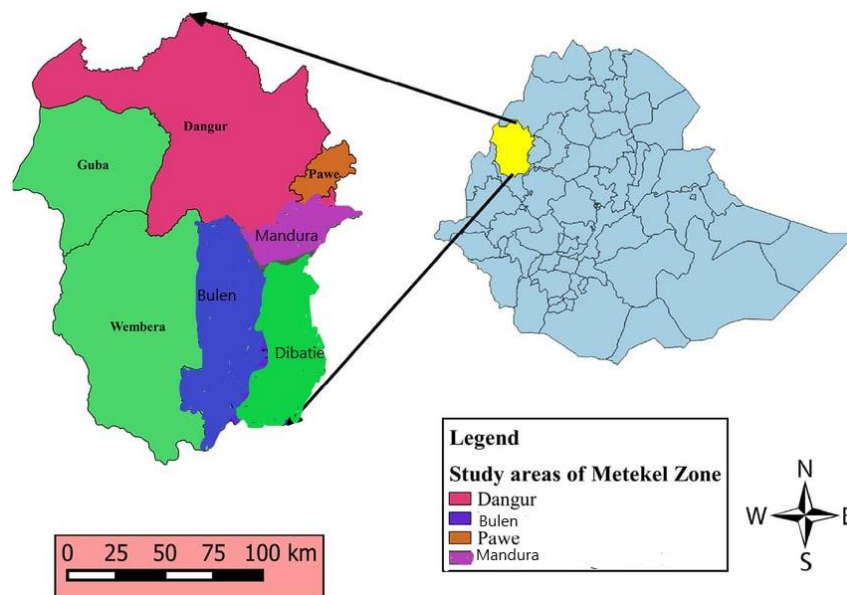 Dangur
Guba
Pawe
Mandura
Bulen
Wembera
Dibatie
Legend
Study areas of Metekel Zone
Dangur
Bulen
Pawe
Mandura
N
W E
S
0 25 50 75 100 km